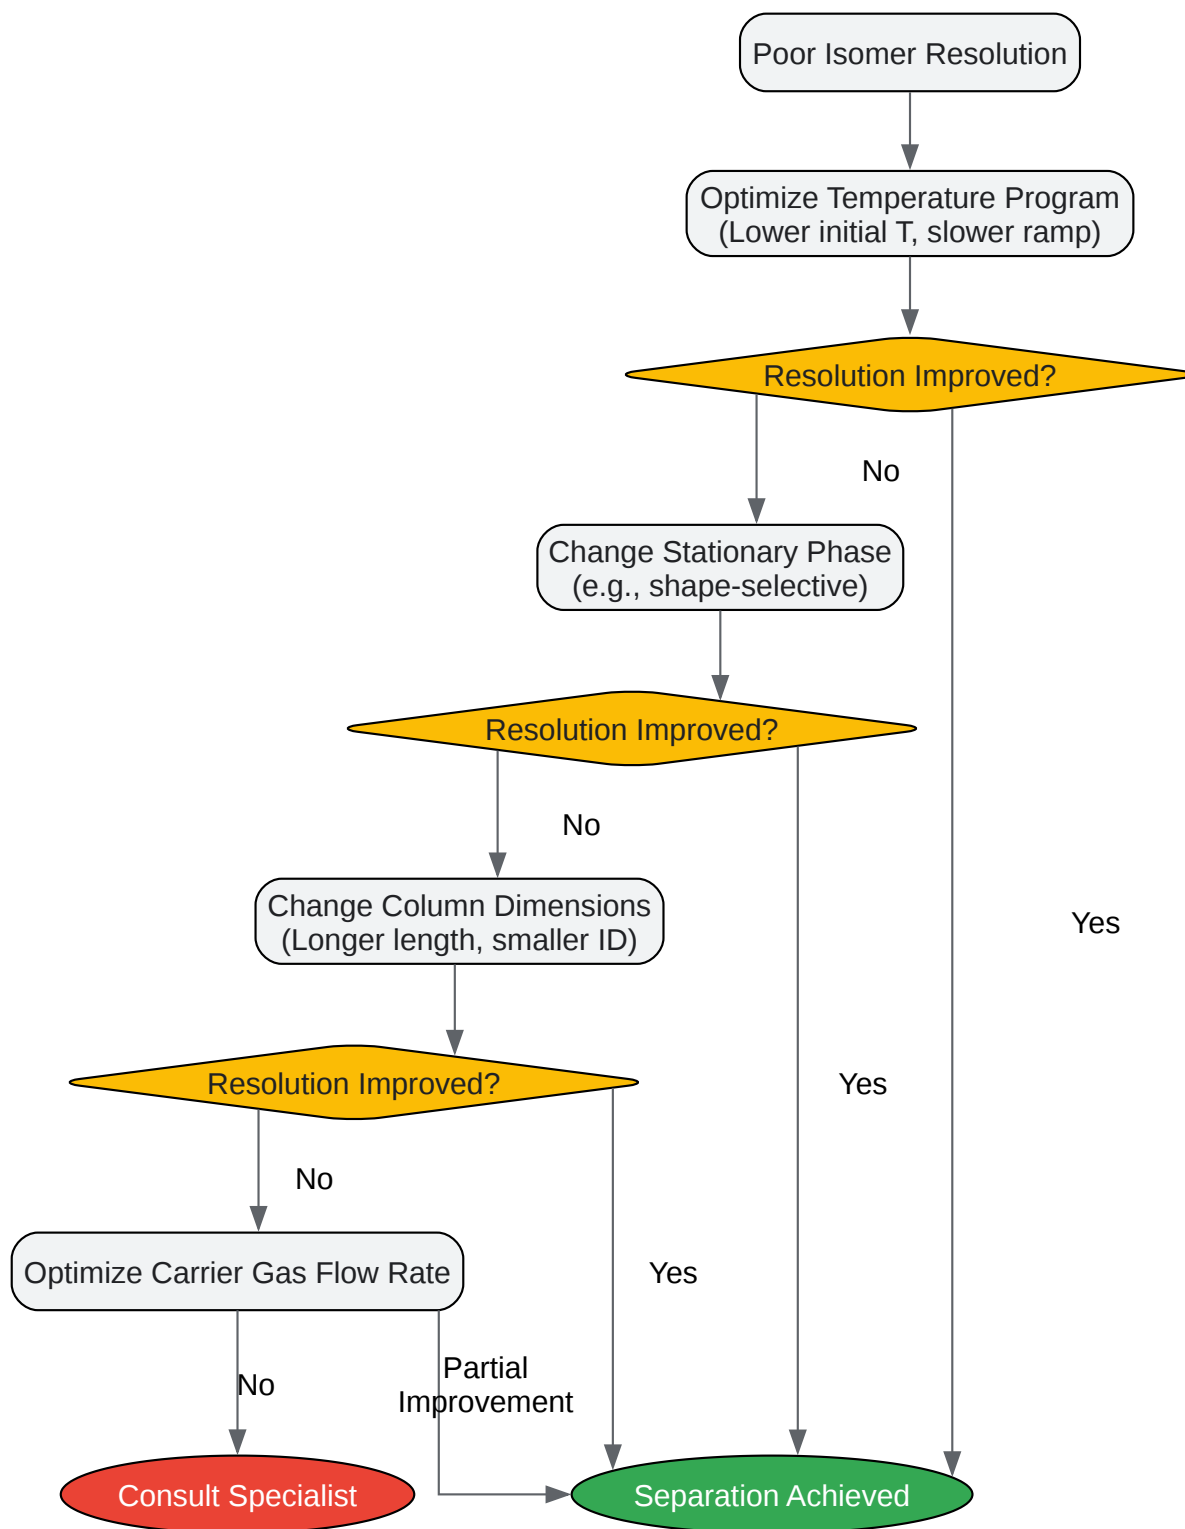 Poor Isomer Resolution
Optimize Temperature Program
(Lower initial T, slower ramp)
Resolution Improved?
No
Change Stationary Phase
(e.g., shape-selective)
Resolution Improved?
No
Change Column Dimensions
(Longer length, smaller ID)
Yes
Resolution Improved?
Yes
No
Optimize Carrier Gas Flow Rate
Yes
No
Partial
Improvement
Consult Specialist
Separation Achieved